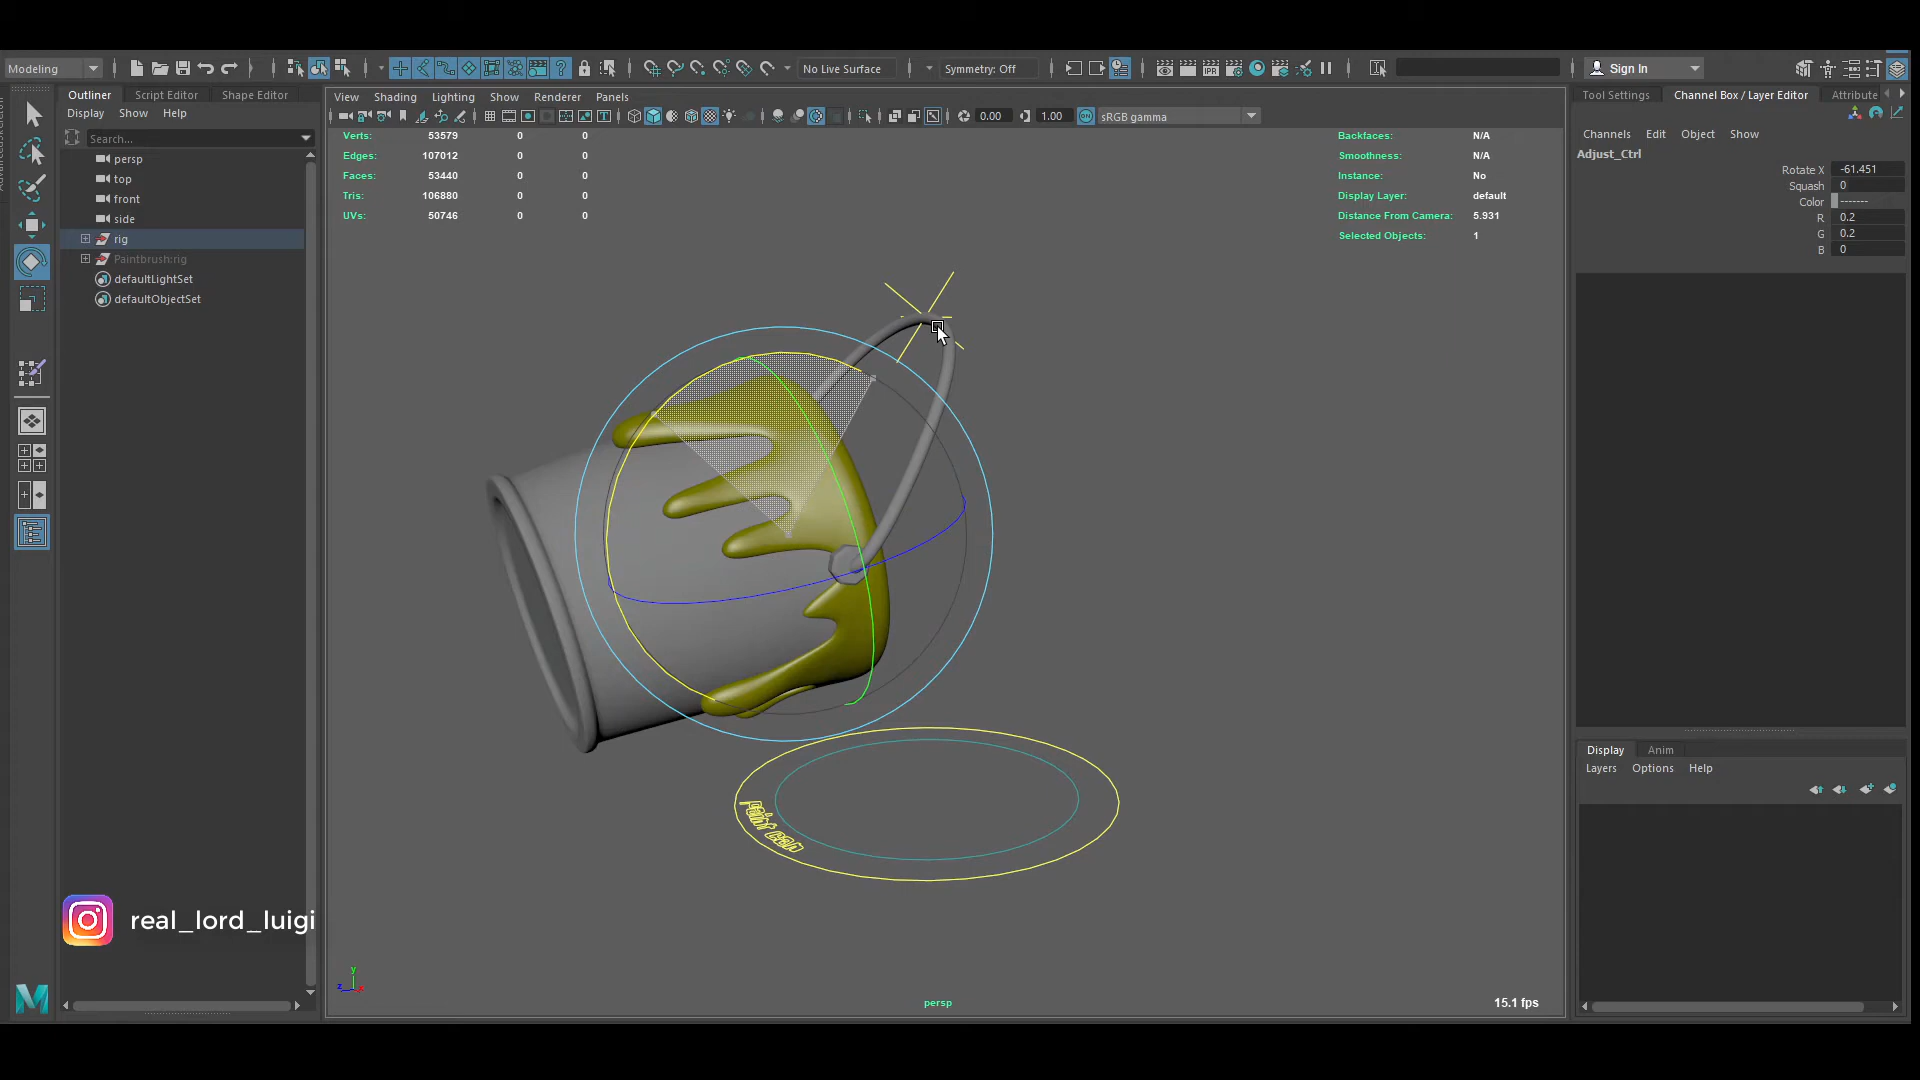 Modeling
No Live Surface
Symmetry: Off
Sign In
Outliner
Script Editor
Shape Editor
View
Shading
Lighting
Show
Renderer
Panels
Tool Settings
Channel Box / Layer Editor
Attribute
Display
Show
Help
0.00
1.00
ON
sRGB gamma
Search...
Channels
Edit
Object
Show
Adjust_Ctrl
Rotate X -61.451
Squash 0
Color -------
R 0.2
G 0.2
B 0
Verts: 53579 0 0
Edges: 107012 0 0
Faces: 53440 0 0
Tris: 106880 0 0
UVs: 50746 0 0
Backfaces: N/A
Smoothness: N/A
Instance: No
Display Layer: default
Distance From Camera: 5.931
Selected Objects: 1
persp
top
front
side
rig
Paintbrush:rig
defaultLightSet
defaultObjectSet
Paint can
Display
Anim
Layers
Options
Help
real_lord_luigi
y
z
x
persp
15.1 fps
IPR
T
M